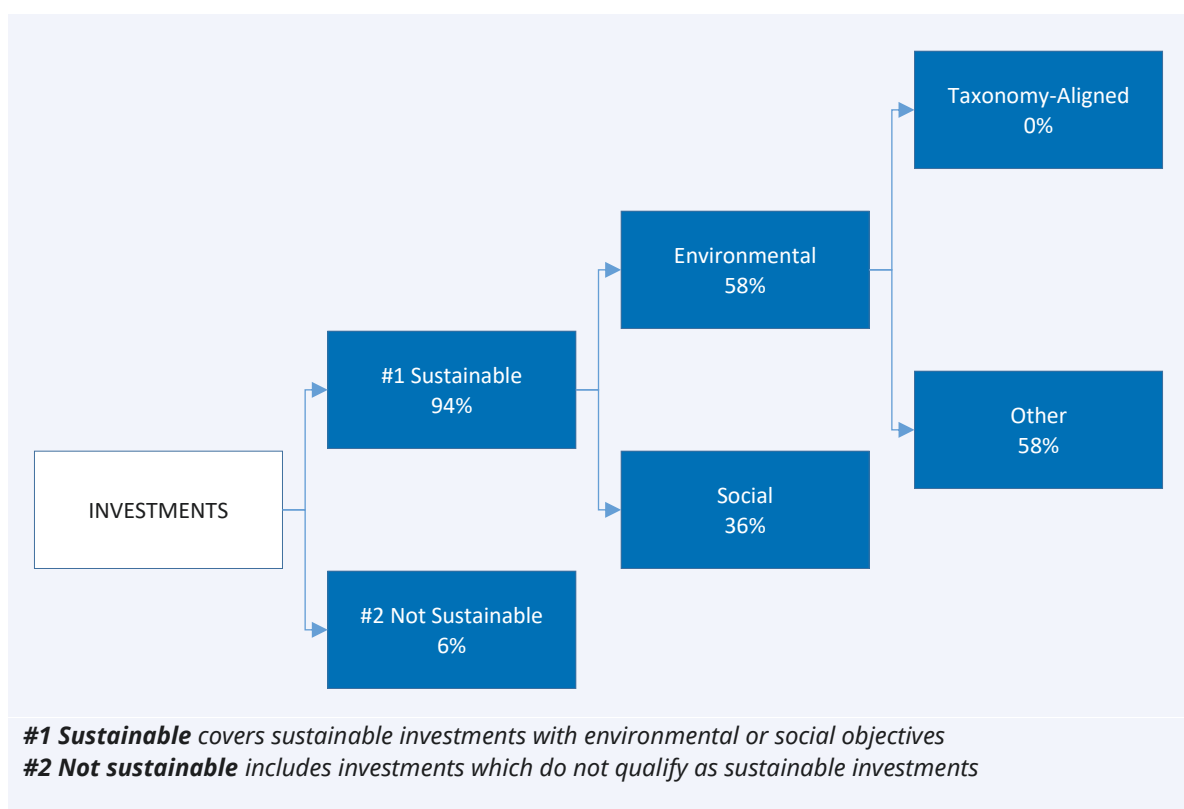 Taxonomy-Aligned
0%
Environmental
58%
#1 Sustainable
94%
Other
58%
INVESTMENTS
Social
36%
#2 Not Sustainable
6%
#1 Sustainable covers sustainable investments with environmental or social objectives
#2 Not sustainable includes investments which do not qualify as sustainable investments